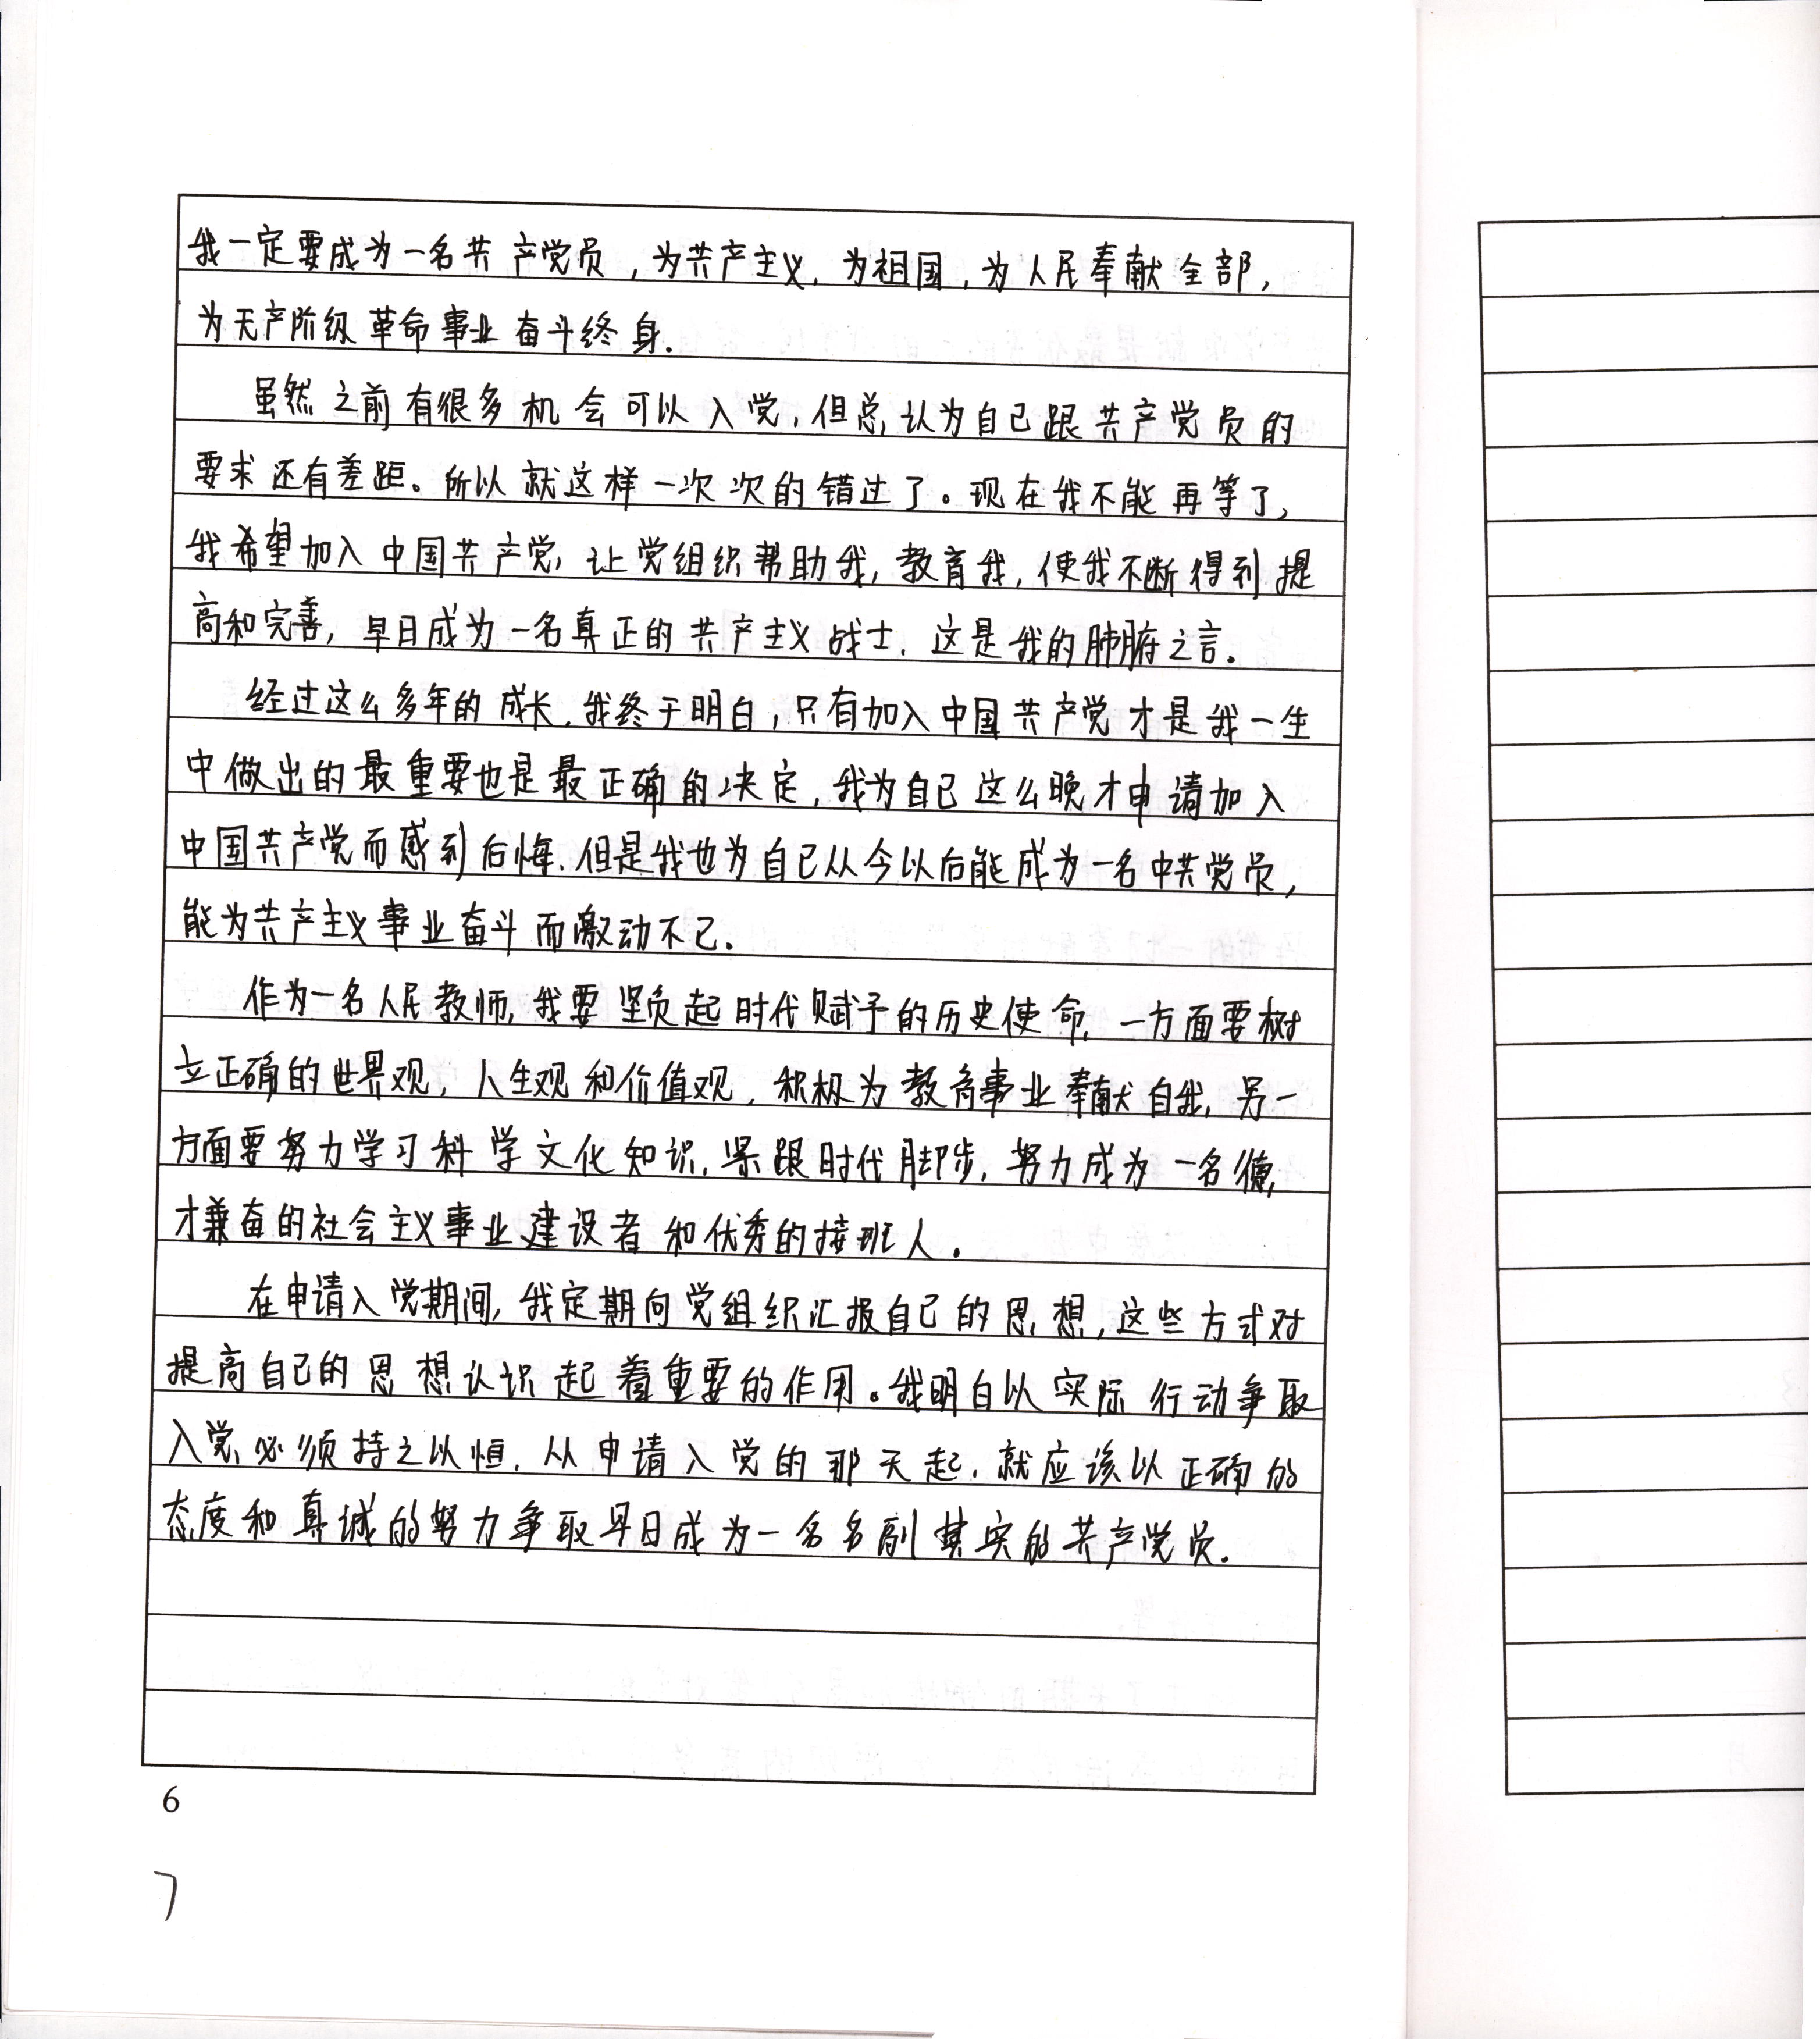 我一定要成为一名共产党员，为共产主义，为祖国，为人民奉献全部，
为无产阶级革命事业奋斗终身.
虽然之前有很多机会可以入党，但总认为自己跟共产党员的
要求还有差距。所以就这样一次次的错过了。现在我不能再等了，
我希望加入中国共产党，让党组织帮助我，教育我，使我不断得到提
高和完善，早日成为一名真正的共产主义战士，这是我的肺腑之言。
经过这么多年的成长，我终于明白，只有加入中国共产党才是我一生
中做出的最重要也是最正确的决定，我为自己这么晚才申请加入
中国共产党而感到后悔.但是我也为自己从今以后能成为一名中共党员，
能为共产主义事业奋斗而激动不已.
作为一名人民教师，我要坚负起时代赋予的历史使命，一方面要树
立正确的世界观，人生观和价值观，积极为教育事业奉献自我，另一
方面要努力学习科学文化知识，紧跟时代脚步，努力成为一名德
才兼备的社会主义事业建设者和优秀的接班人。
在申请入党期间，我定期向党组织汇报自己的思想，这些方式对
提高自己的思想认识起着重要的作用。我明白以实际行动争取
入党必须持之以恒，从申请入党的那天起，就应该以正确的
态度和真诚的努力争取早日成为一名名副其实的共产党员.
6
7